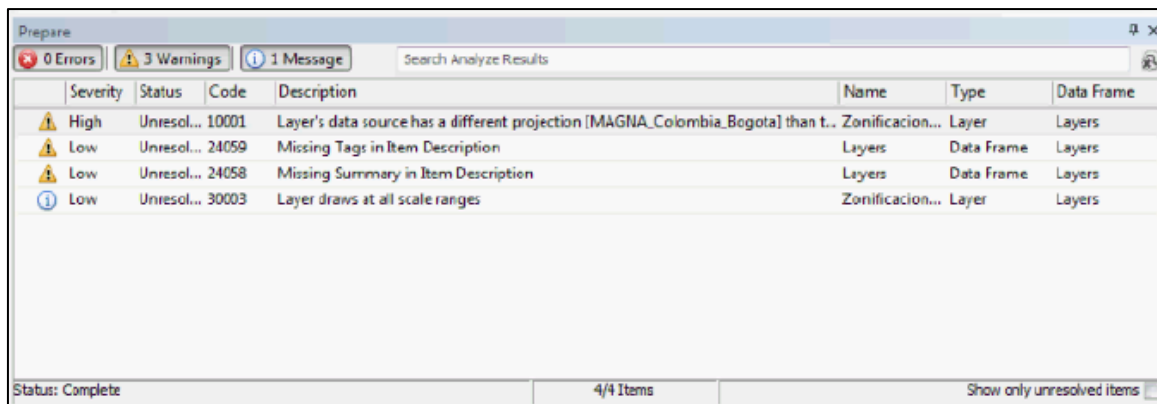 Prepare
0 Errors 3 Warnings 1 Message Search Analyze Results
Severity Status Code Description Name Type Data Frame
High Unresol... 10001 Layer's data source has a different projection [MAGNA_Colombia_Bogota] than t... Zonificacion... Layer Layers
Low Unresol... 24059 Missing Tags in Item Description Layers Data Frame Layers
Low Unresol... 24058 Missing Summary in Item Description Layers Data Frame Layers
Low Unresol... 30003 Layer draws at all scale ranges Zonificacion... Layer Layers
Status: Complete 4/4 Items Show only unresolved items